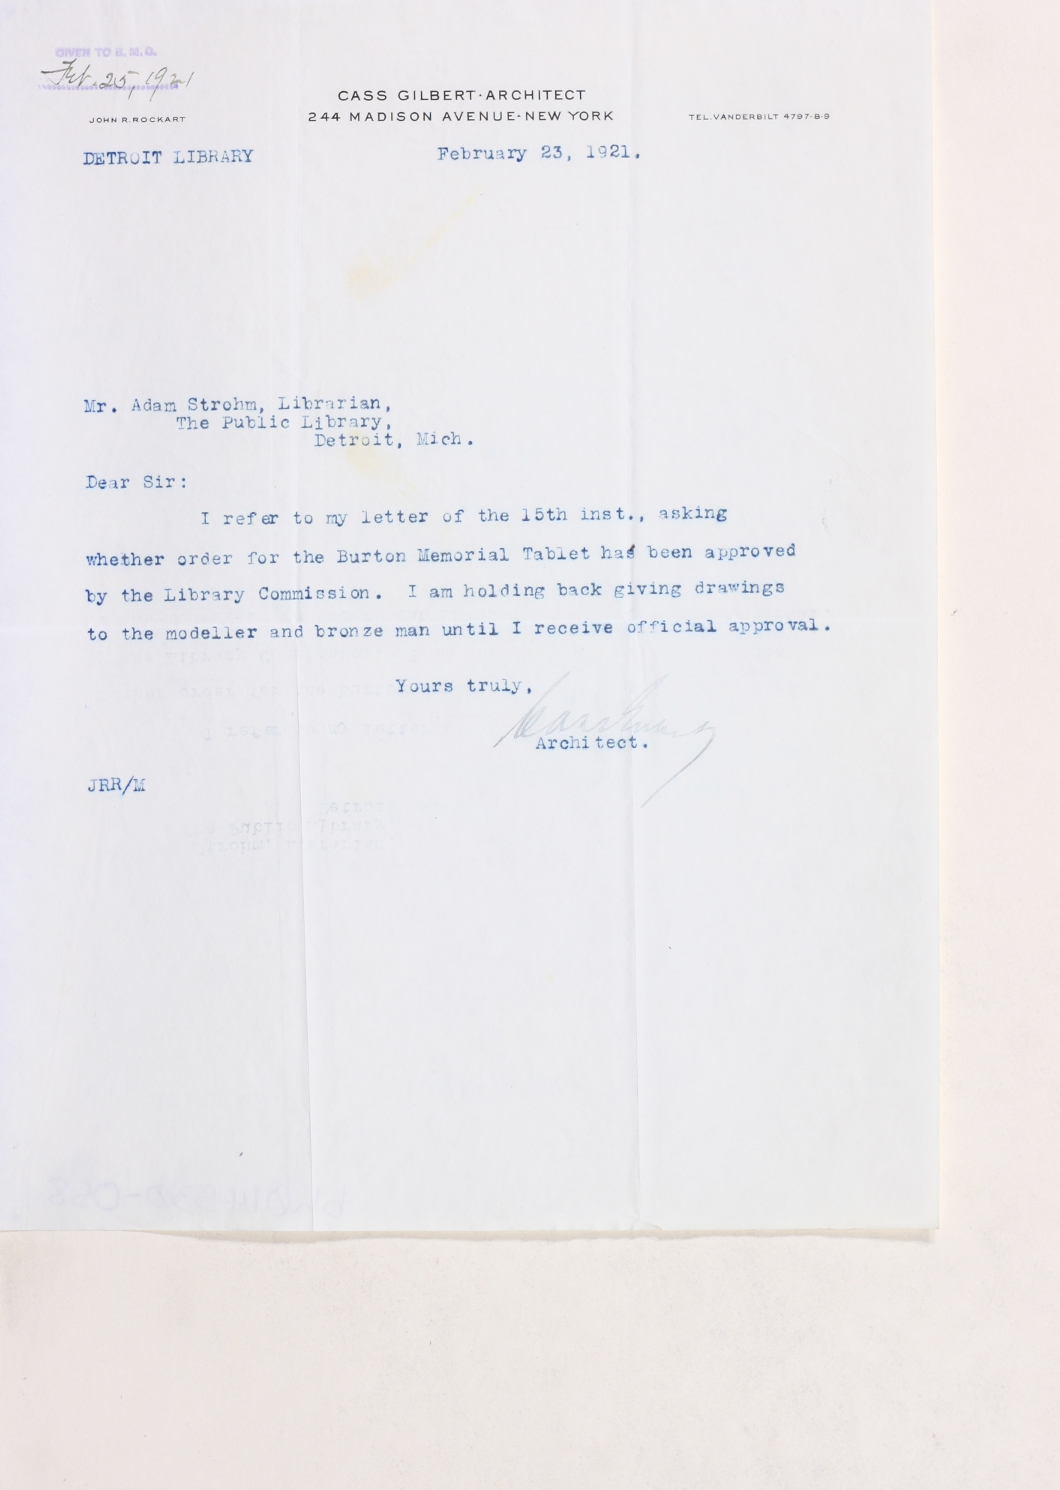 GIVEN TO B. M. O.
Feb. 25, 1921
CASS GILBERT·ARCHITECT
JOHN R. ROCKART
244 MADISON AVENUE·NEW YORK
TEL. VANDERBILT 4797-8-9
DETROIT LIBRARY
February 23, 1921.
Mr. Adam Strohm, Librarian,
The Public Library,
Detroit, Mich.
Dear Sir:
I refer to my letter of the 15th inst., asking
whether order for the Burton Memorial Tablet has been approved
by the Library Commission. I am holding back giving drawings
to the modeller and bronze man until I receive official approval.
Yours truly,
Cass Gilbert
Architect.
JRR/M